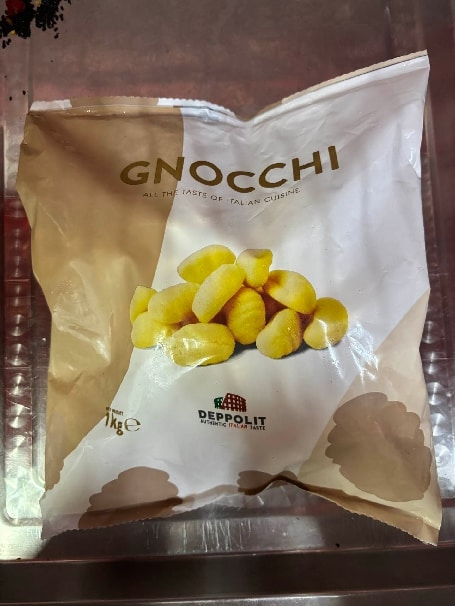 GNOCCHI
ALL THE TASTE OF ITALIAN CUISINE
1kg e
DEPPOLIT
AUTHENTIC ITALIAN TASTE